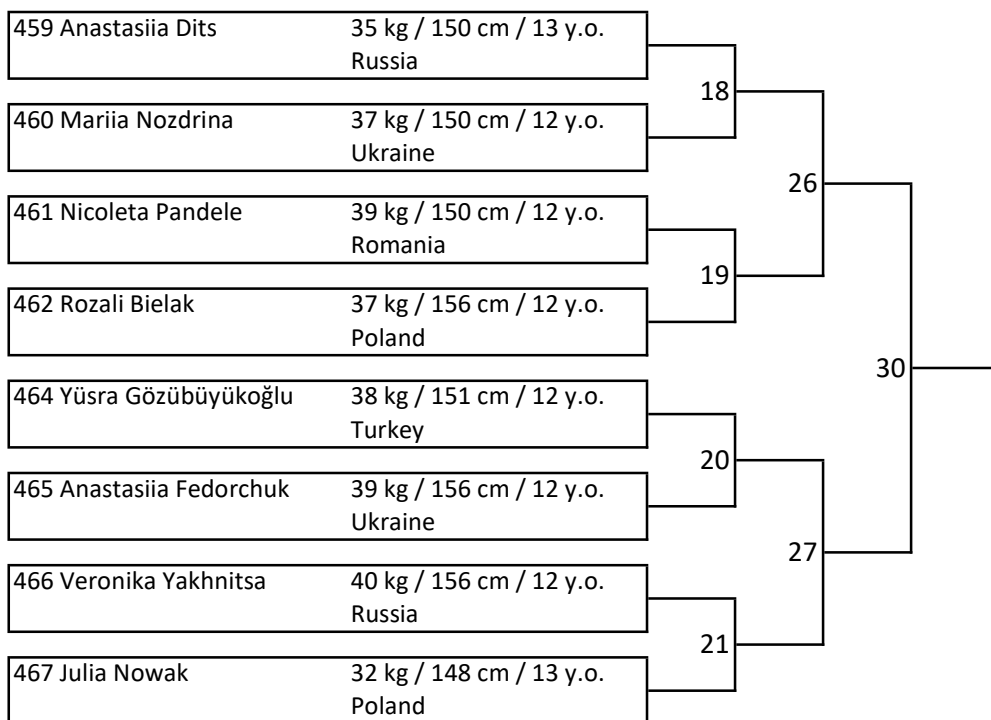 459 Anastasiia Dits 35 kg / 150 cm / 13 y.o.
Russia
18
460 Mariia Nozdrina 37 kg / 150 cm / 12 y.o.
Ukraine
26
461 Nicoleta Pandele 39 kg / 150 cm / 12 y.o.
Romania
19
462 Rozali Bielak 37 kg / 156 cm / 12 y.o.
Poland
30
464 Yüsra Gözübüyükoğlu 38 kg / 151 cm / 12 y.o.
Turkey
20
465 Anastasiia Fedorchuk 39 kg / 156 cm / 12 y.o.
Ukraine
27
466 Veronika Yakhnitsa 40 kg / 156 cm / 12 y.o.
Russia
21
467 Julia Nowak 32 kg / 148 cm / 13 y.o.
Poland